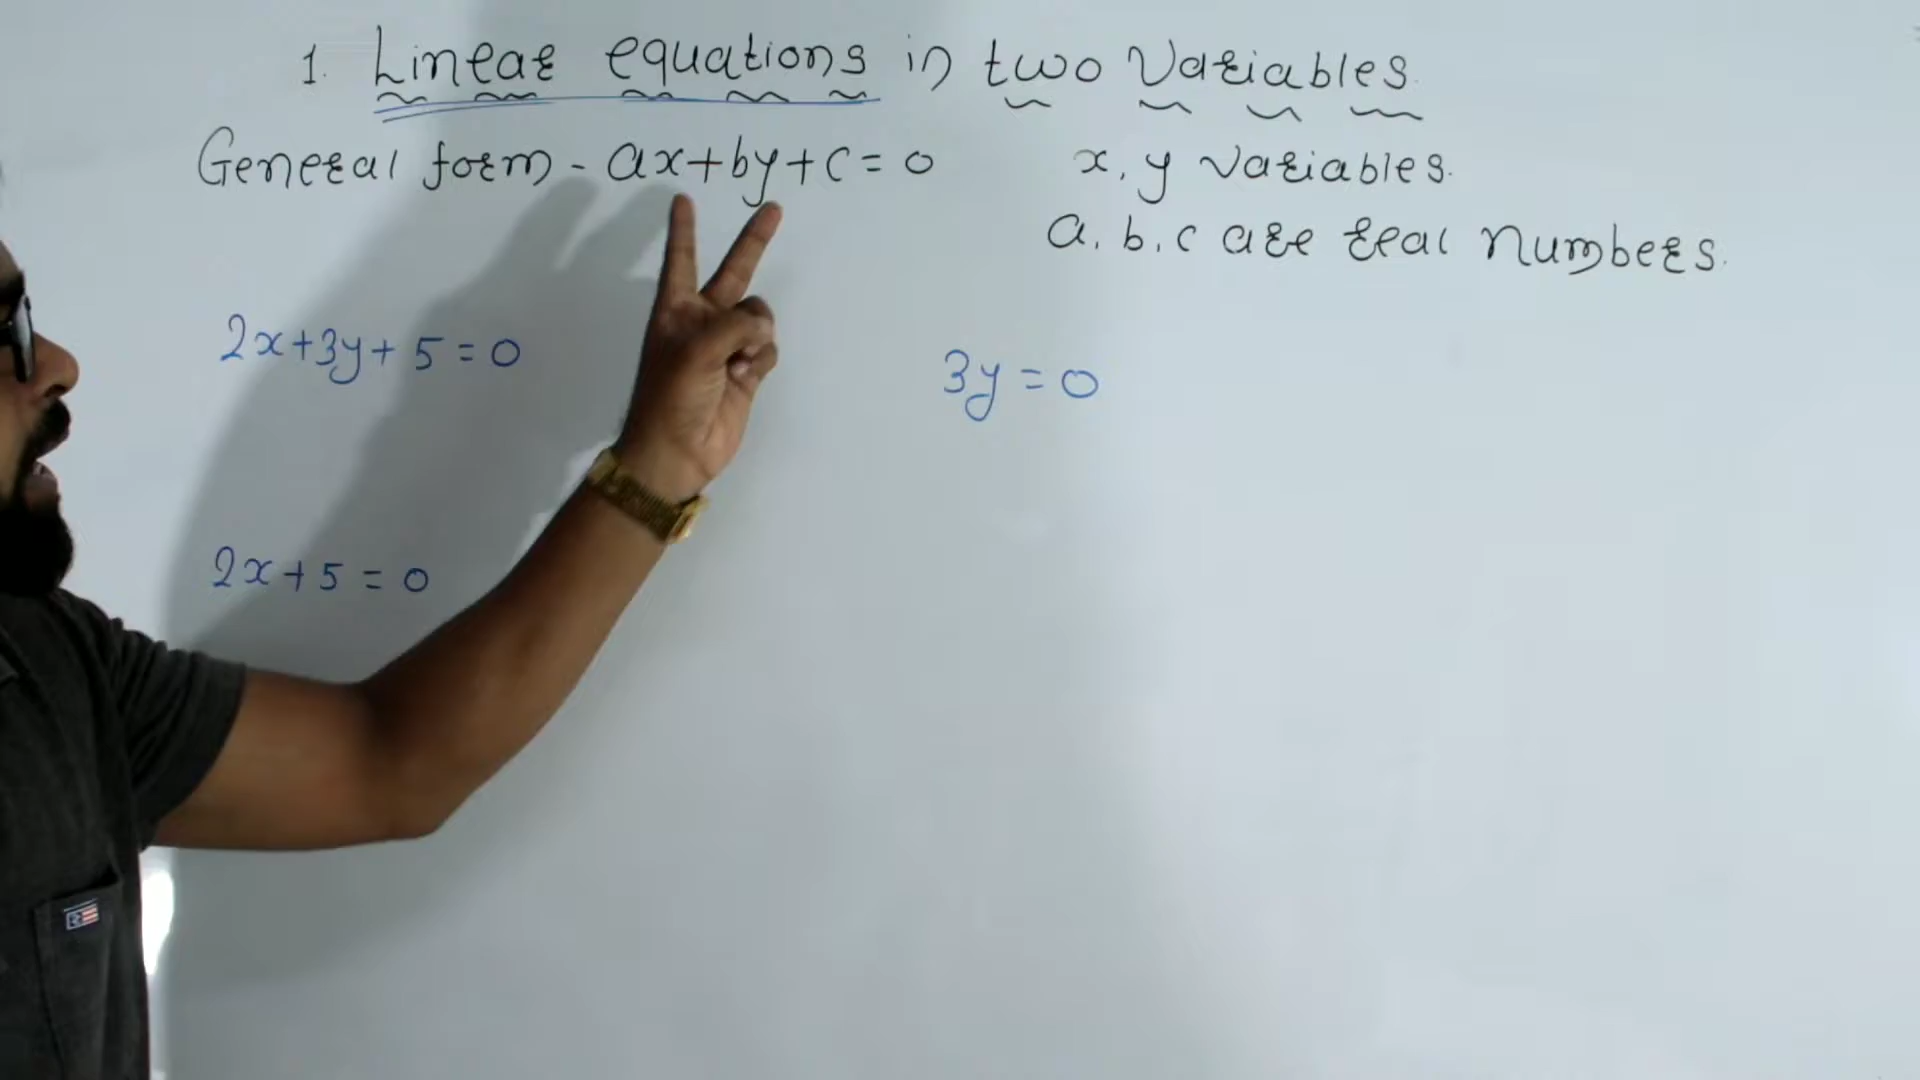 1. Linear equations in two Variables.
General form - ax+by+c=0
x, y variables.
a, b, c are real numbers.
2x+3y+5=0
3y=0
2x+5=0